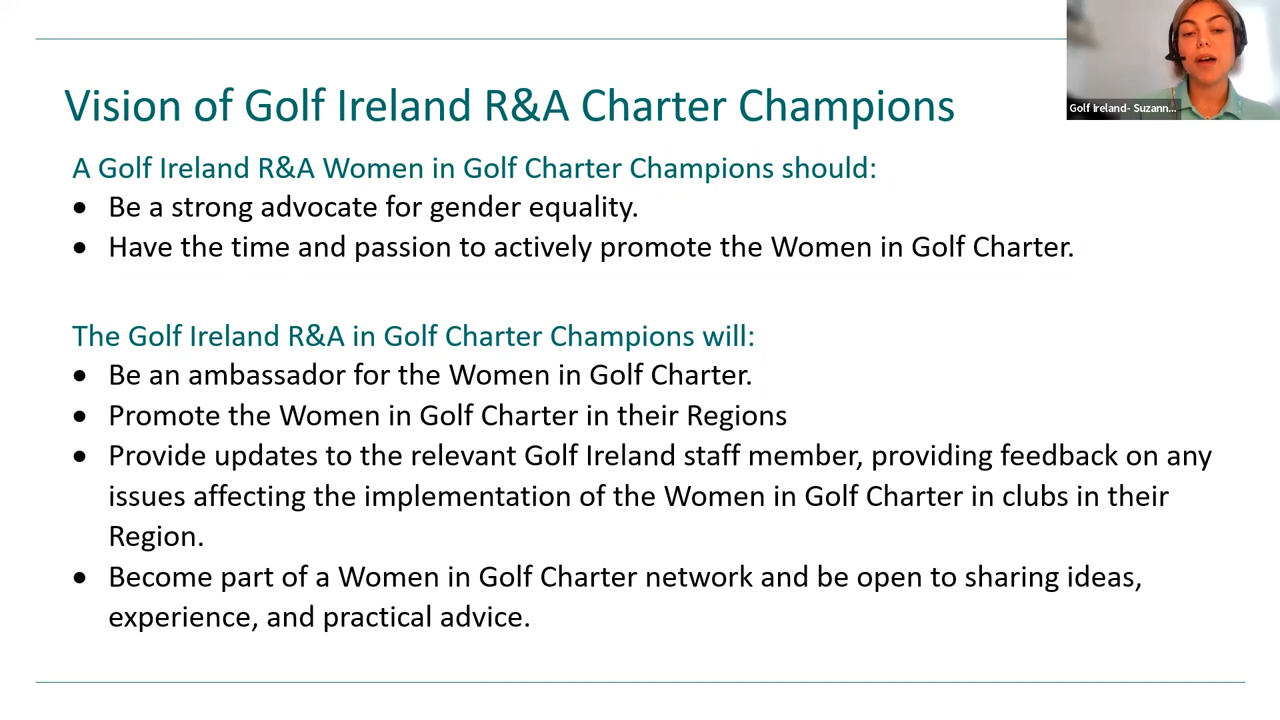 Vision of Golf Ireland R&A Charter Champions
Golf Ireland- Suzann...
A Golf Ireland R&A Women in Golf Charter Champions should:
• Be a strong advocate for gender equality.
• Have the time and passion to actively promote the Women in Golf Charter.
The Golf Ireland R&A in Golf Charter Champions will:
• Be an ambassador for the Women in Golf Charter.
• Promote the Women in Golf Charter in their Regions
• Provide updates to the relevant Golf Ireland staff member, providing feedback on any
issues affecting the implementation of the Women in Golf Charter in clubs in their
Region.
• Become part of a Women in Golf Charter network and be open to sharing ideas,
experience, and practical advice.